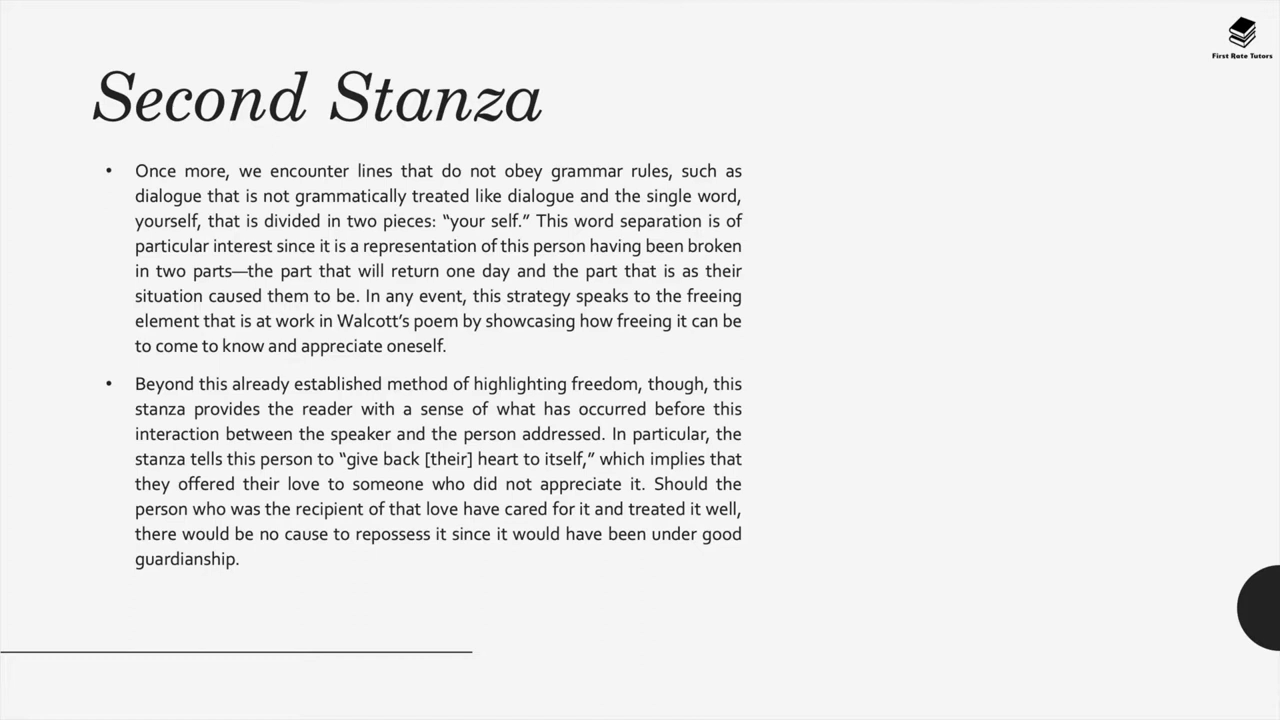 First Rate Tutors
Second Stanza
• Once more, we encounter lines that do not obey grammar rules, such as
dialogue that is not grammatically treated like dialogue and the single word,
yourself, that is divided in two pieces: “your self.” This word separation is of
particular interest since it is a representation of this person having been broken
in two parts—the part that will return one day and the part that is as their
situation caused them to be. In any event, this strategy speaks to the freeing
element that is at work in Walcott’s poem by showcasing how freeing it can be
to come to know and appreciate oneself.
• Beyond this already established method of highlighting freedom, though, this
stanza provides the reader with a sense of what has occurred before this
interaction between the speaker and the person addressed. In particular, the
stanza tells this person to “give back [their] heart to itself,” which implies that
they offered their love to someone who did not appreciate it. Should the
person who was the recipient of that love have cared for it and treated it well,
there would be no cause to repossess it since it would have been under good
guardianship.